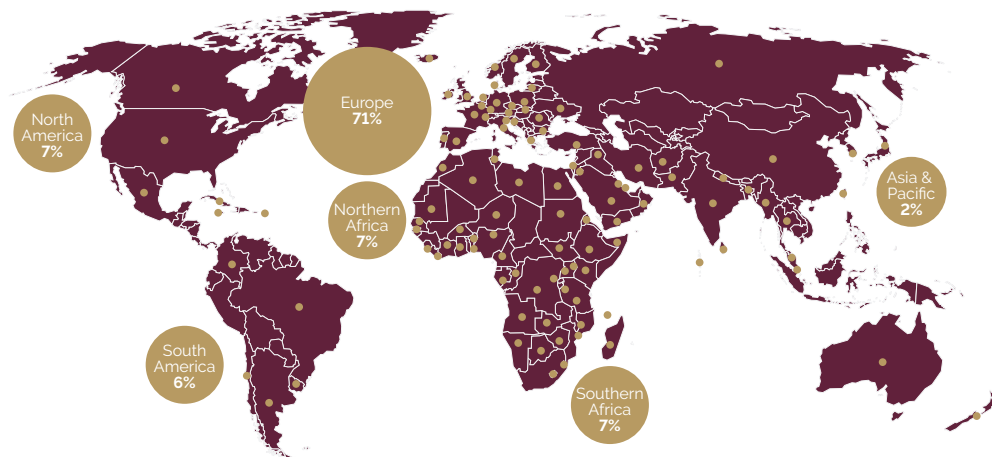 North
America
7%
Europe
71%
Northern
Africa
7%
Asia &
Pacific
2%
South
America
6%
Southern
Africa
7%